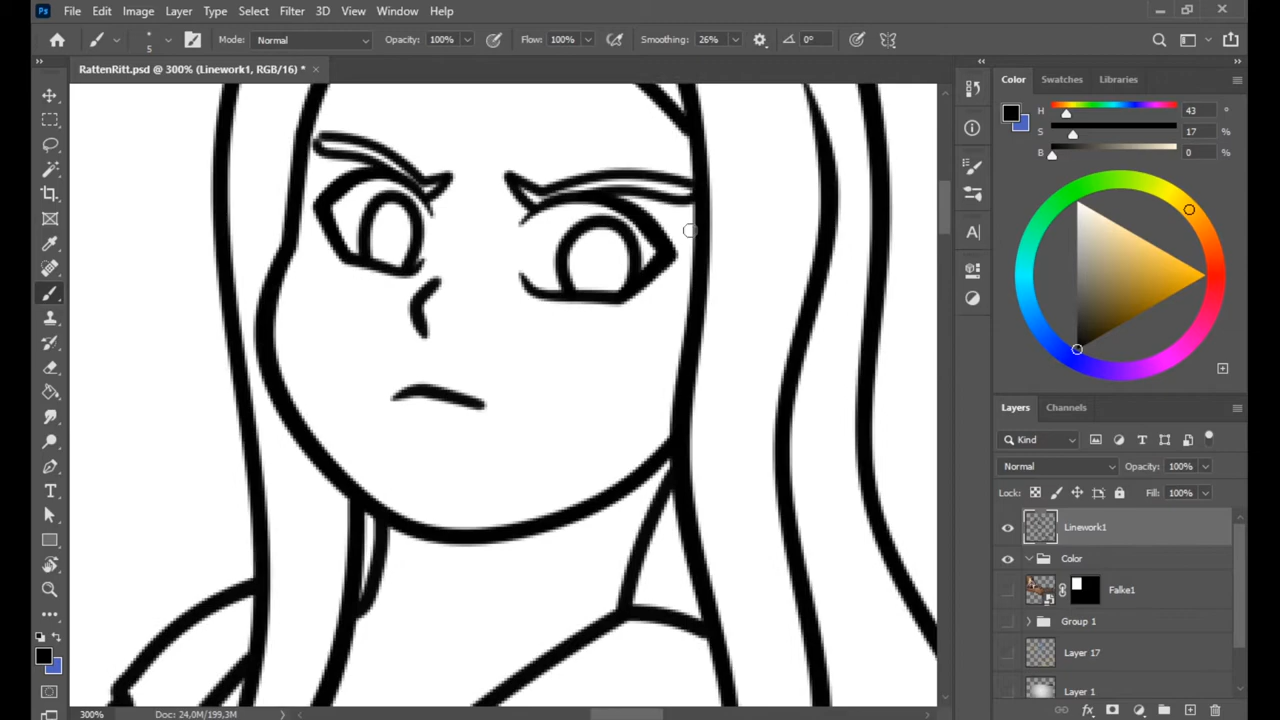 Ps File Edit Image Layer Type Select Filter 3D View Window Help
5 Mode: Normal Opacity: 100% Flow: 100% Smoothing: 26% 0°
RattenRitt.psd @ 300% (Linework1, RGB/16) * ×
Color Swatches Libraries
H 43 °
S 17 %
B 0 %
Layers Channels
Kind
Normal Opacity: 100%
Lock: Fill: 100%
Linework1
Color
Falke1
Group 1
Layer 17
Layer 1
300% Doc: 24,0M/199,3M